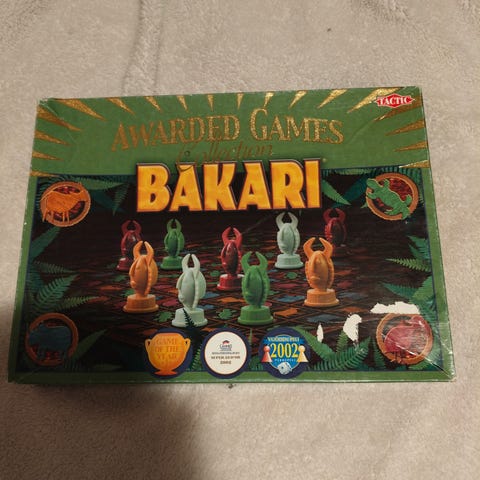 TACTIC
AWARDED GAMES
Collection
BAKARI
GAME
OF THE
YEAR
2002